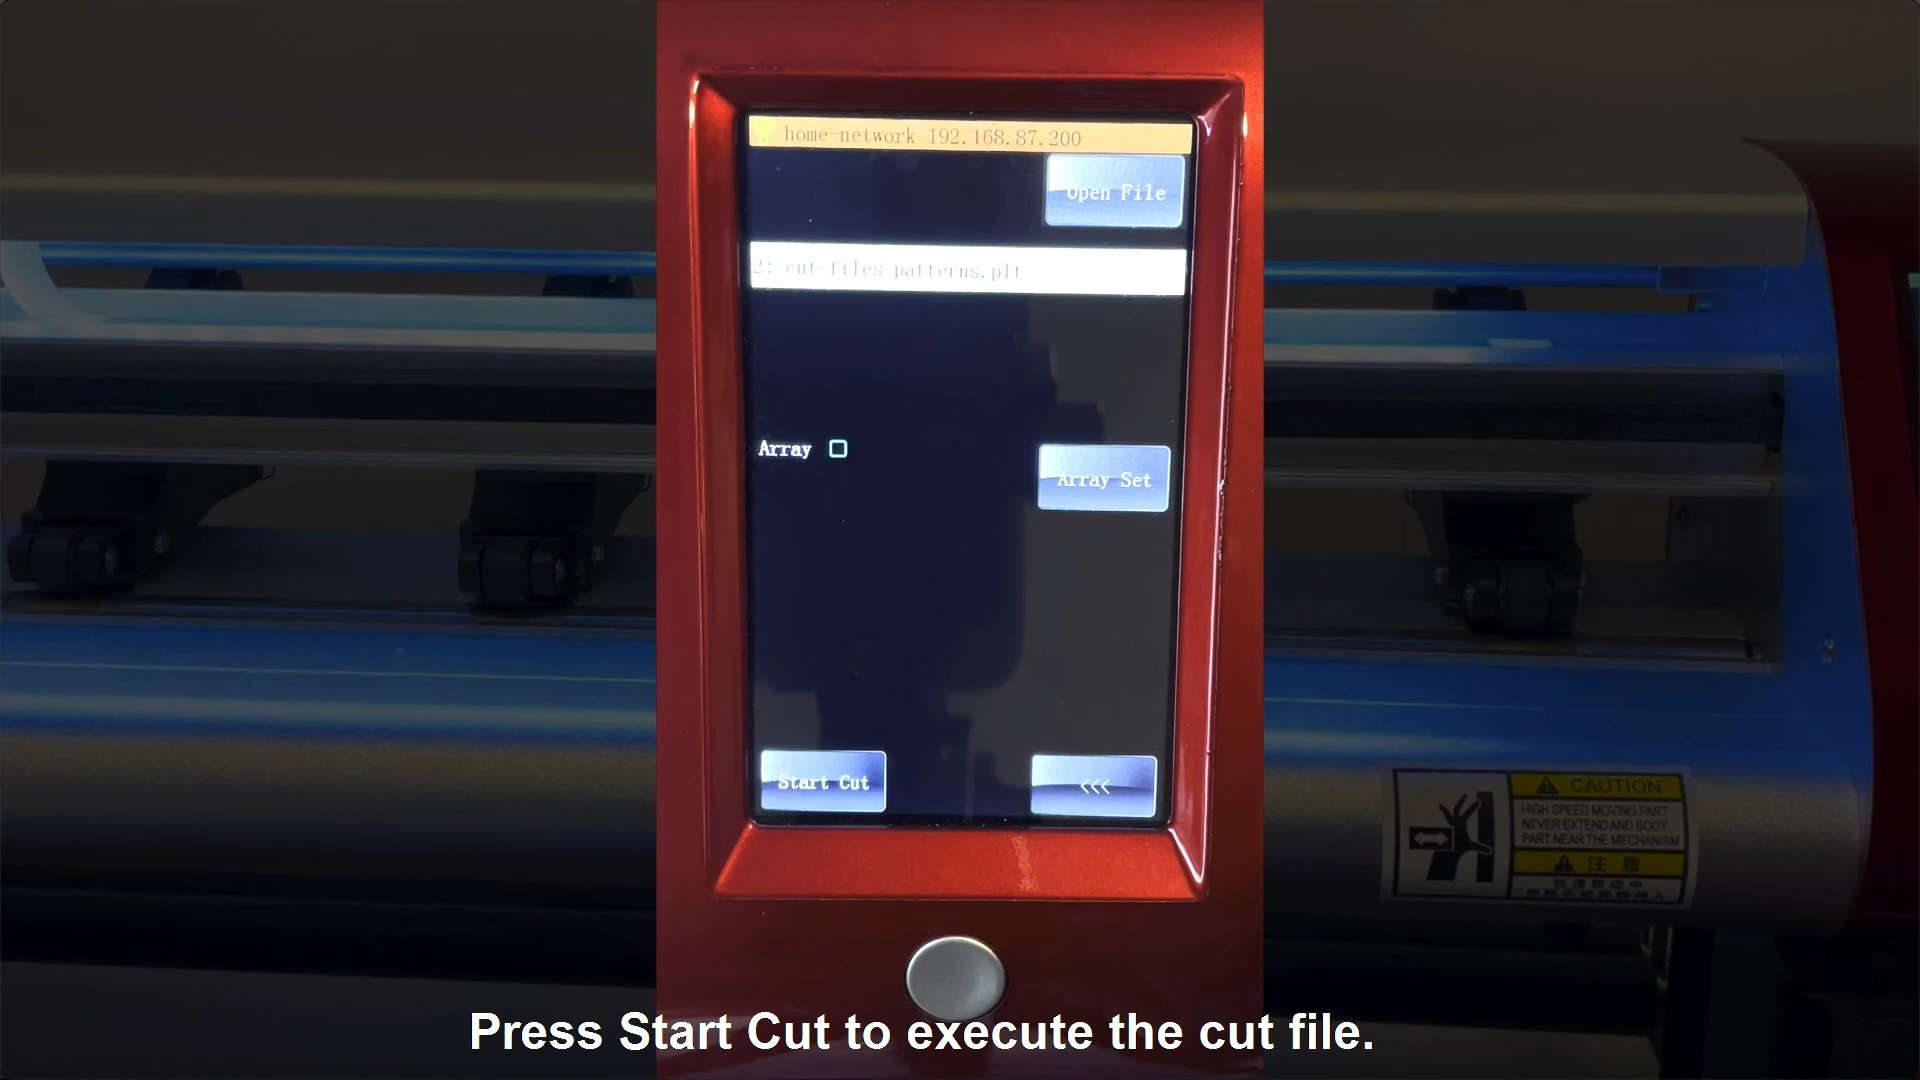 home-network 192.168.87.200
Open File
2:\cut-files\patterns.plt
Array
Array Set
Start Cut
<<<
CAUTION
HIGH SPEED MOVING PART
NEVER EXTEND AND BODY
PART NEAR THE MECHANISM
注 意
Press Start Cut to execute the cut file.